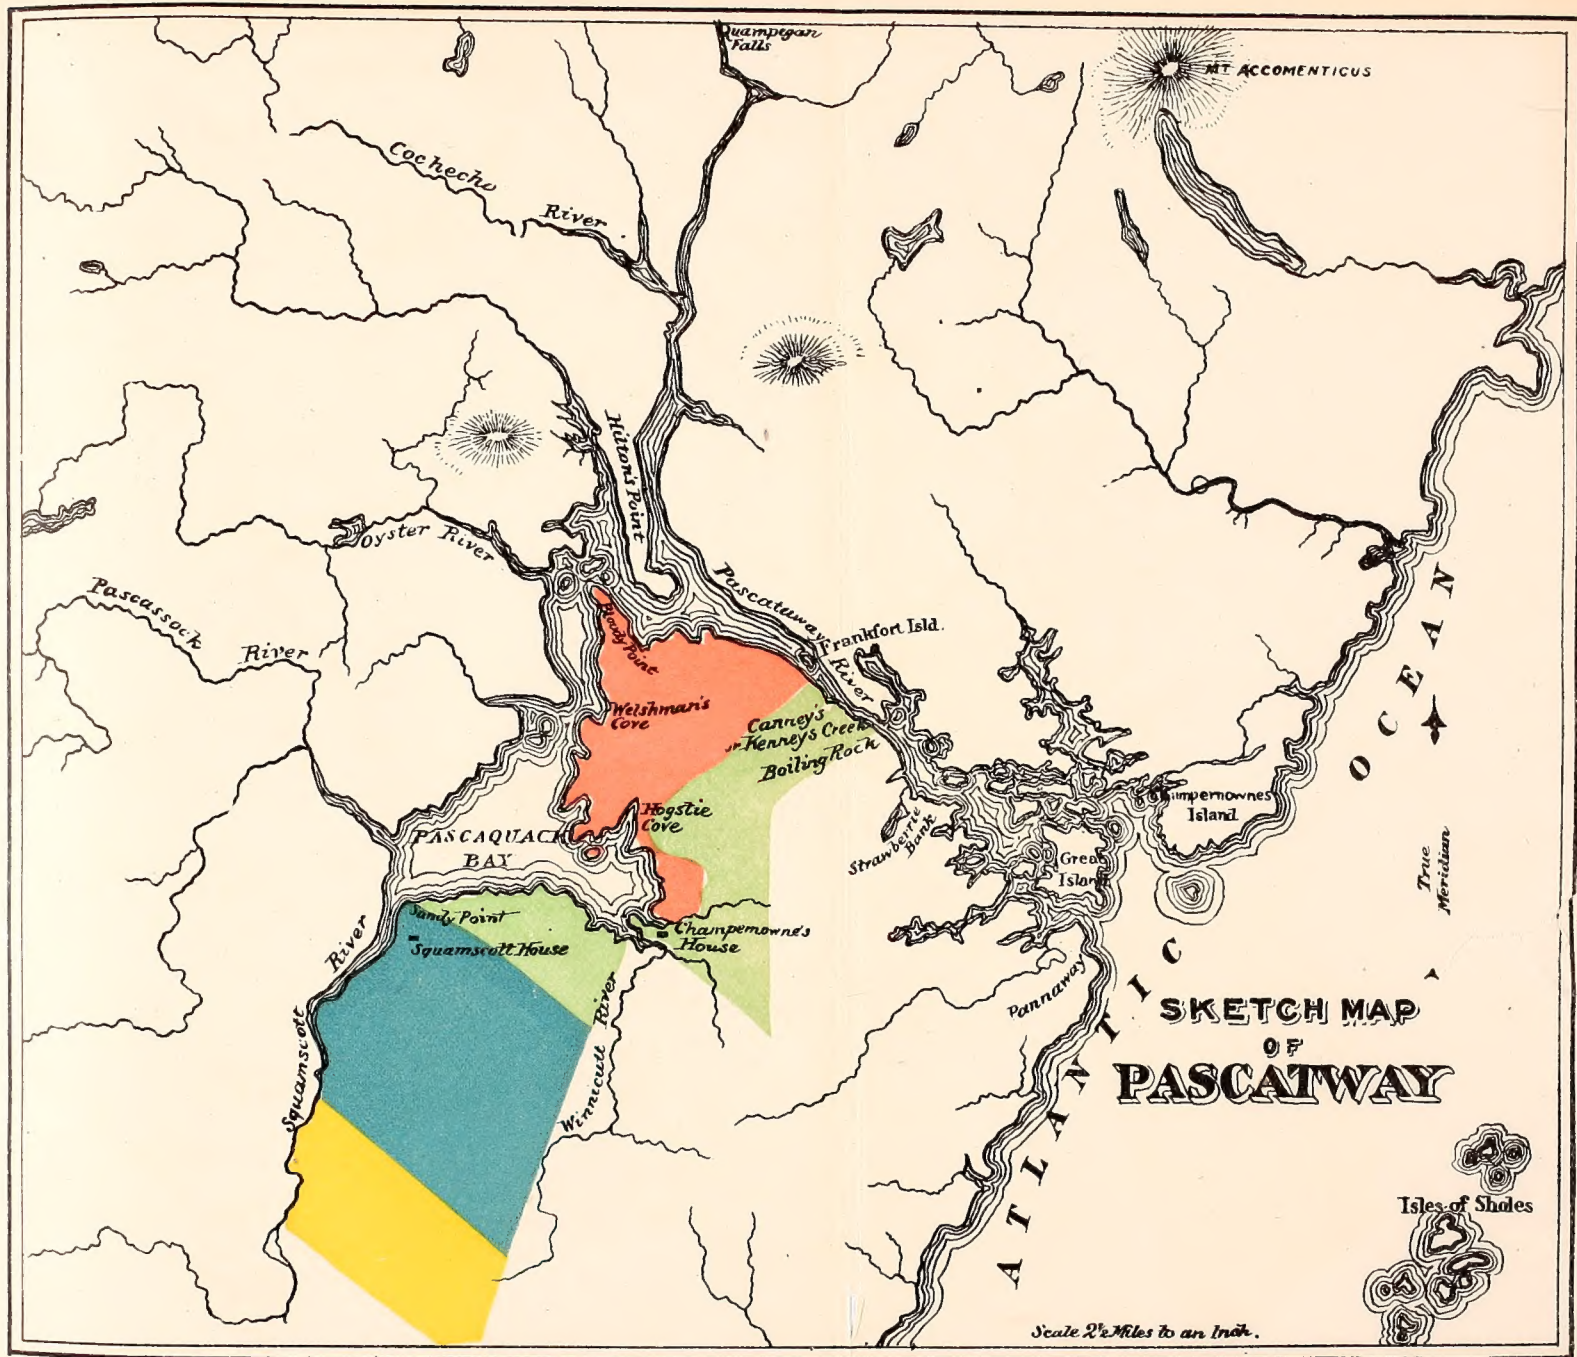 Quampegan
Falls
MT ACCOMENTICUS
Cochecho
River
Hilton's Point
Oyster River
Pascassock
River
Pascataway
River
Frankfort Isld.
Bloody Point
Welshman's
Cove
Canney's
or Kenney's Creek
Boiling Rock
Hogstie
Cove
PASCAQUACK
BAY
Strawberrie
Bank
Champernownes
Island
Great
Island
Sandy Point
Squamscott House
Champernowne's
House
Squamscott
River
Winnicutt River
Pannaway
ATLANTIC
OCEAN
True
Meridian
SKETCH MAP
OF
PASCATWAY
Isles of Sholes
Scale 2½ Miles to an Inch.